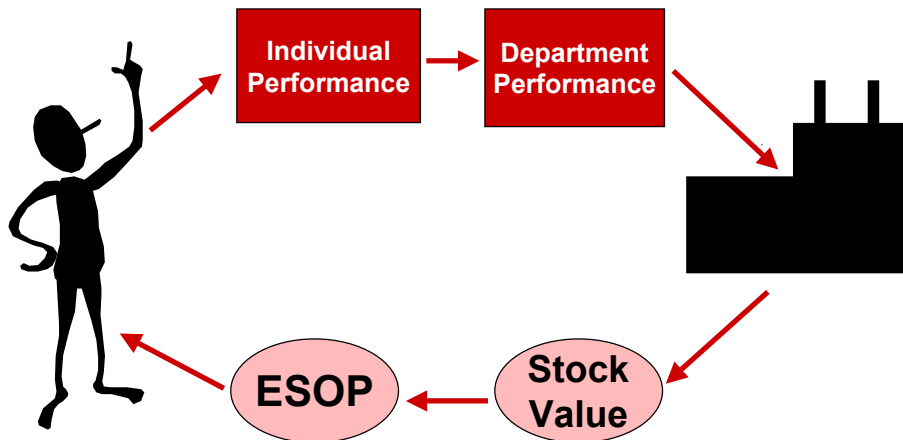 Individual
Performance
Department
Performance
ESOP
Stock
Value